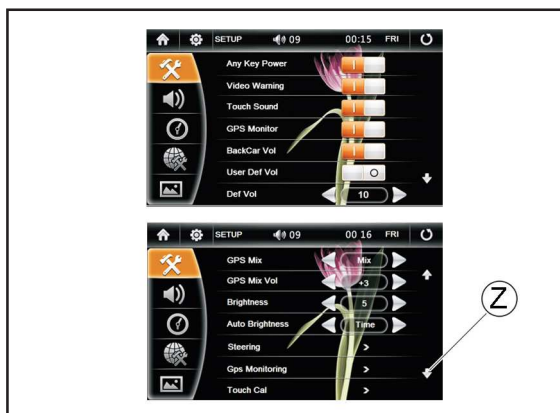 SETUP 09 00:15 FRI
Any Key Power
Video Warning
Touch Sound
GPS Monitor
BackCar Vol
User Def Vol
Def Vol 10
SETUP 09 00 16 FRI
GPS Mix Mix
GPS Mix Vol +3
Brightness 5
Auto Brightness Time
Steering >
Gps Monitoring >
Touch Cal >
Z